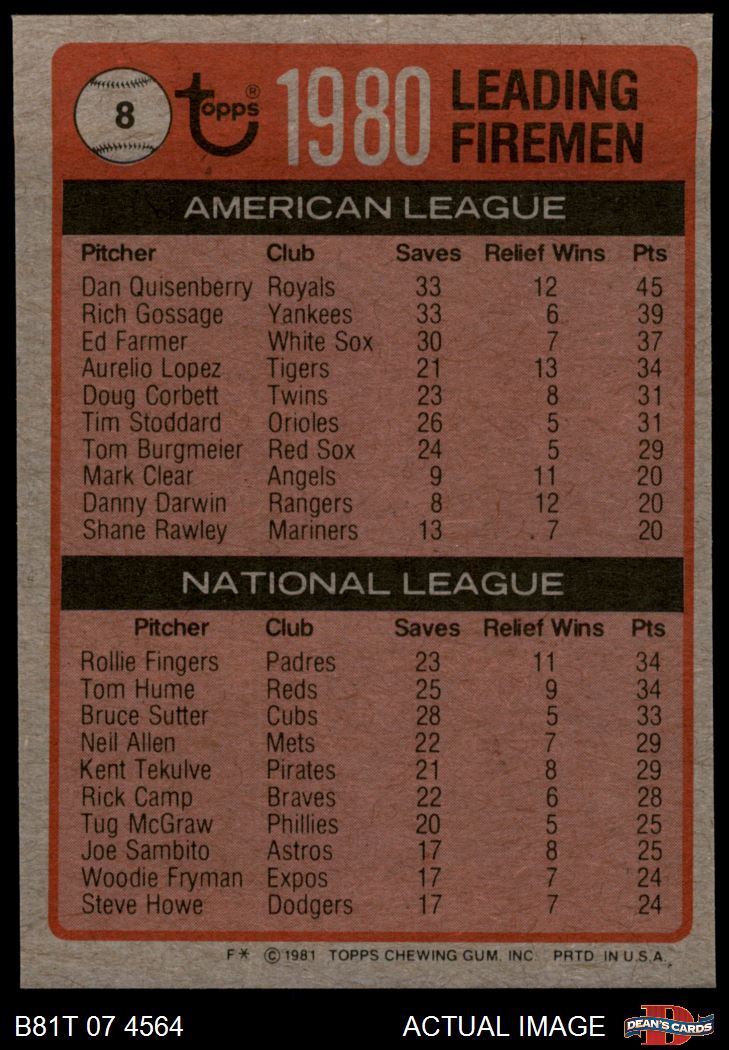 8 Topps ® 1980 LEADING FIREMEN
AMERICAN LEAGUE
Pitcher Club Saves Relief Wins Pts
Dan Quisenberry Royals 33 12 45
Rich Gossage Yankees 33 6 39
Ed Farmer White Sox 30 7 37
Aurelio Lopez Tigers 21 13 34
Doug Corbett Twins 23 8 31
Tim Stoddard Orioles 26 5 31
Tom Burgmeier Red Sox 24 5 29
Mark Clear Angels 9 11 20
Danny Darwin Rangers 8 12 20
Shane Rawley Mariners 13 7 20
NATIONAL LEAGUE
Pitcher Club Saves Relief Wins Pts
Rollie Fingers Padres 23 11 34
Tom Hume Reds 25 9 34
Bruce Sutter Cubs 28 5 33
Neil Allen Mets 22 7 29
Kent Tekulve Pirates 21 8 29
Rick Camp Braves 22 6 28
Tug McGraw Phillies 20 5 25
Joe Sambito Astros 17 8 25
Woodie Fryman Expos 17 7 24
Steve Howe Dodgers 17 7 24
F* © 1981 TOPPS CHEWING GUM, INC. PRTD. IN U.S.A.
B81T 07 4564 ACTUAL IMAGE DEAN'S CARDS